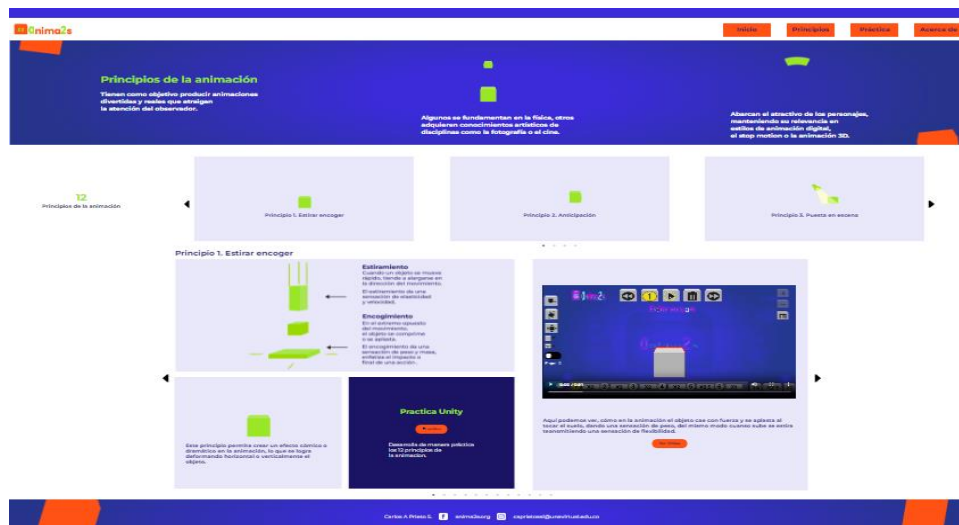 0nima2s
Inicio
Principios
Práctica
Acerca de
Principios de la animación
Tienen como objetivo producir animaciones
divertidas y reales que atraigan
la atención del observador.
Algunos se fundamentan en la física, otros
adquieren conocimientos artísticos de
disciplinas como la fotografía o el cine.
Abarcan el atractivo de los personajes,
manteniendo su relevancia en
estilos de animación digital,
el stop motion o la animación 3D.
12
Principios de la animación
Principio 1. Estirar encoger
Principio 2. Anticipación
Principio 3. Puesta en escena
Principio 1. Estirar encoger
Estiramiento
Cuando un objeto se mueve
rápido, tiende a alargarse en
la dirección del movimiento.
El estiramiento da una
sensación de elasticidad
y velocidad.
Encogimiento
En el extremo opuesto
del movimiento,
el objeto se comprime
o se aplasta.
El encogimiento da una
sensación de peso y masa,
enfatiza el impacto o
final de una acción.
Este principio permite crear un efecto cómico o
dramático en la animación, lo que se logra
deformando horizontal o verticalmente el
objeto.
Practica Unity
Desarrolla de manera práctica
los 12 principios de
la animacion.
0nima2s
Aquí podemos ver, cómo en la animación el objeto cae con fuerza y se aplasta al
tocar el suelo, dando una sensación de peso, del mismo modo cuando sube se estira
transmitiendo una sensación de flexibilidad.
Carlos A Prieto S.